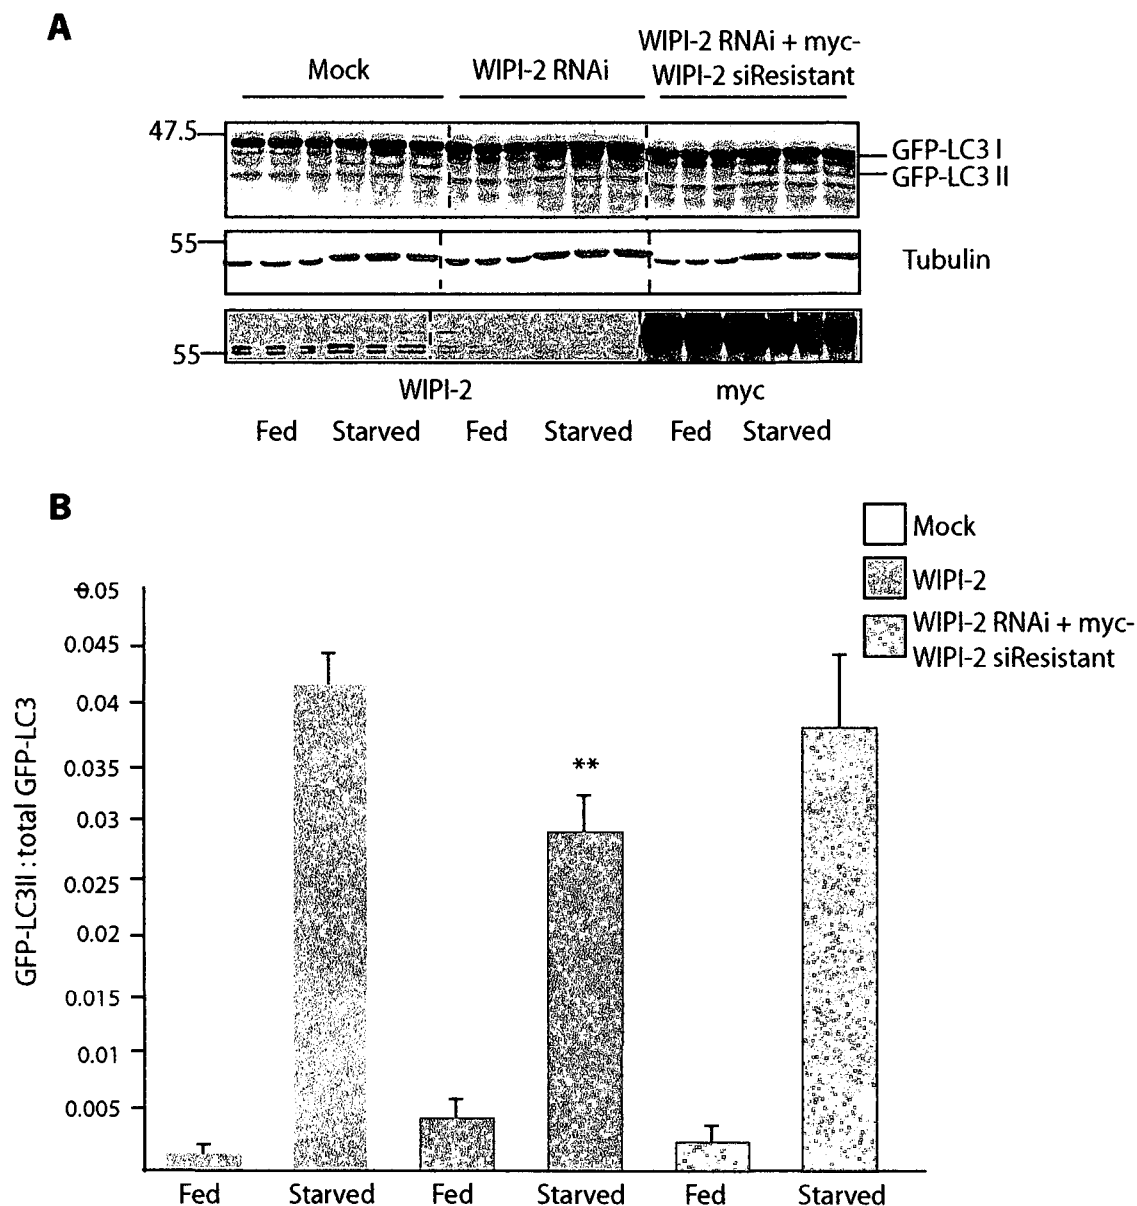 A
Mock
WIPI-2 RNAi
WIPI-2 RNAi + myc-
WIPI-2 siResistant
47.5
GFP-LC3 I
GFP-LC3 II
55
Tubulin
55
WIPI-2
myc
Fed Starved Fed Starved Fed Starved
B
Mock
WIPI-2
WIPI-2 RNAi + myc-
WIPI-2 siResistant
GFP-LC3II : total GFP-LC3
0.05
0.045
0.04
0.035
0.03
0.025
0.02
0.015
0.01
0.005
**
Fed Starved Fed Starved Fed Starved